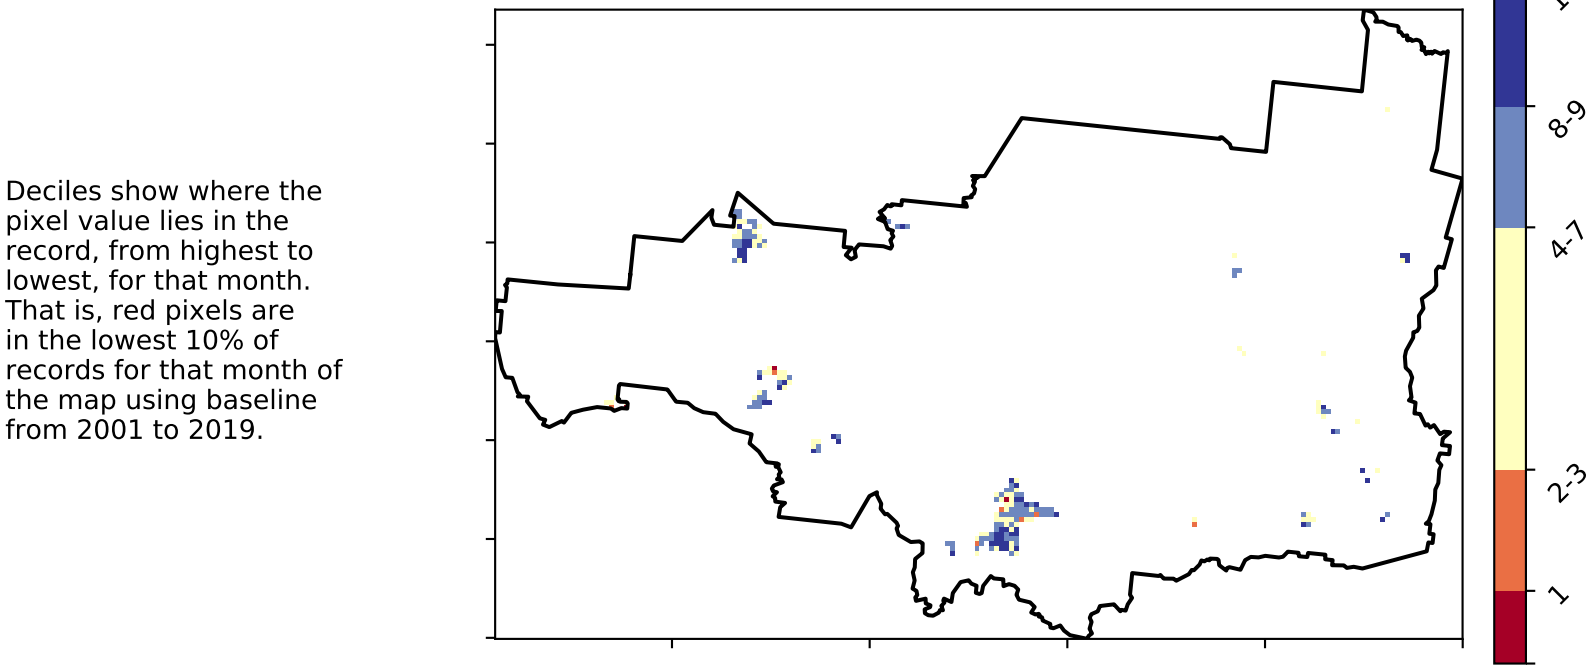 Deciles show where the
pixel value lies in the
record, from highest to
lowest, for that month.
That is, red pixels are
in the lowest 10% of
records for that month of
the map using baseline
from 2001 to 2019.
8-9
4-7
2-3
1